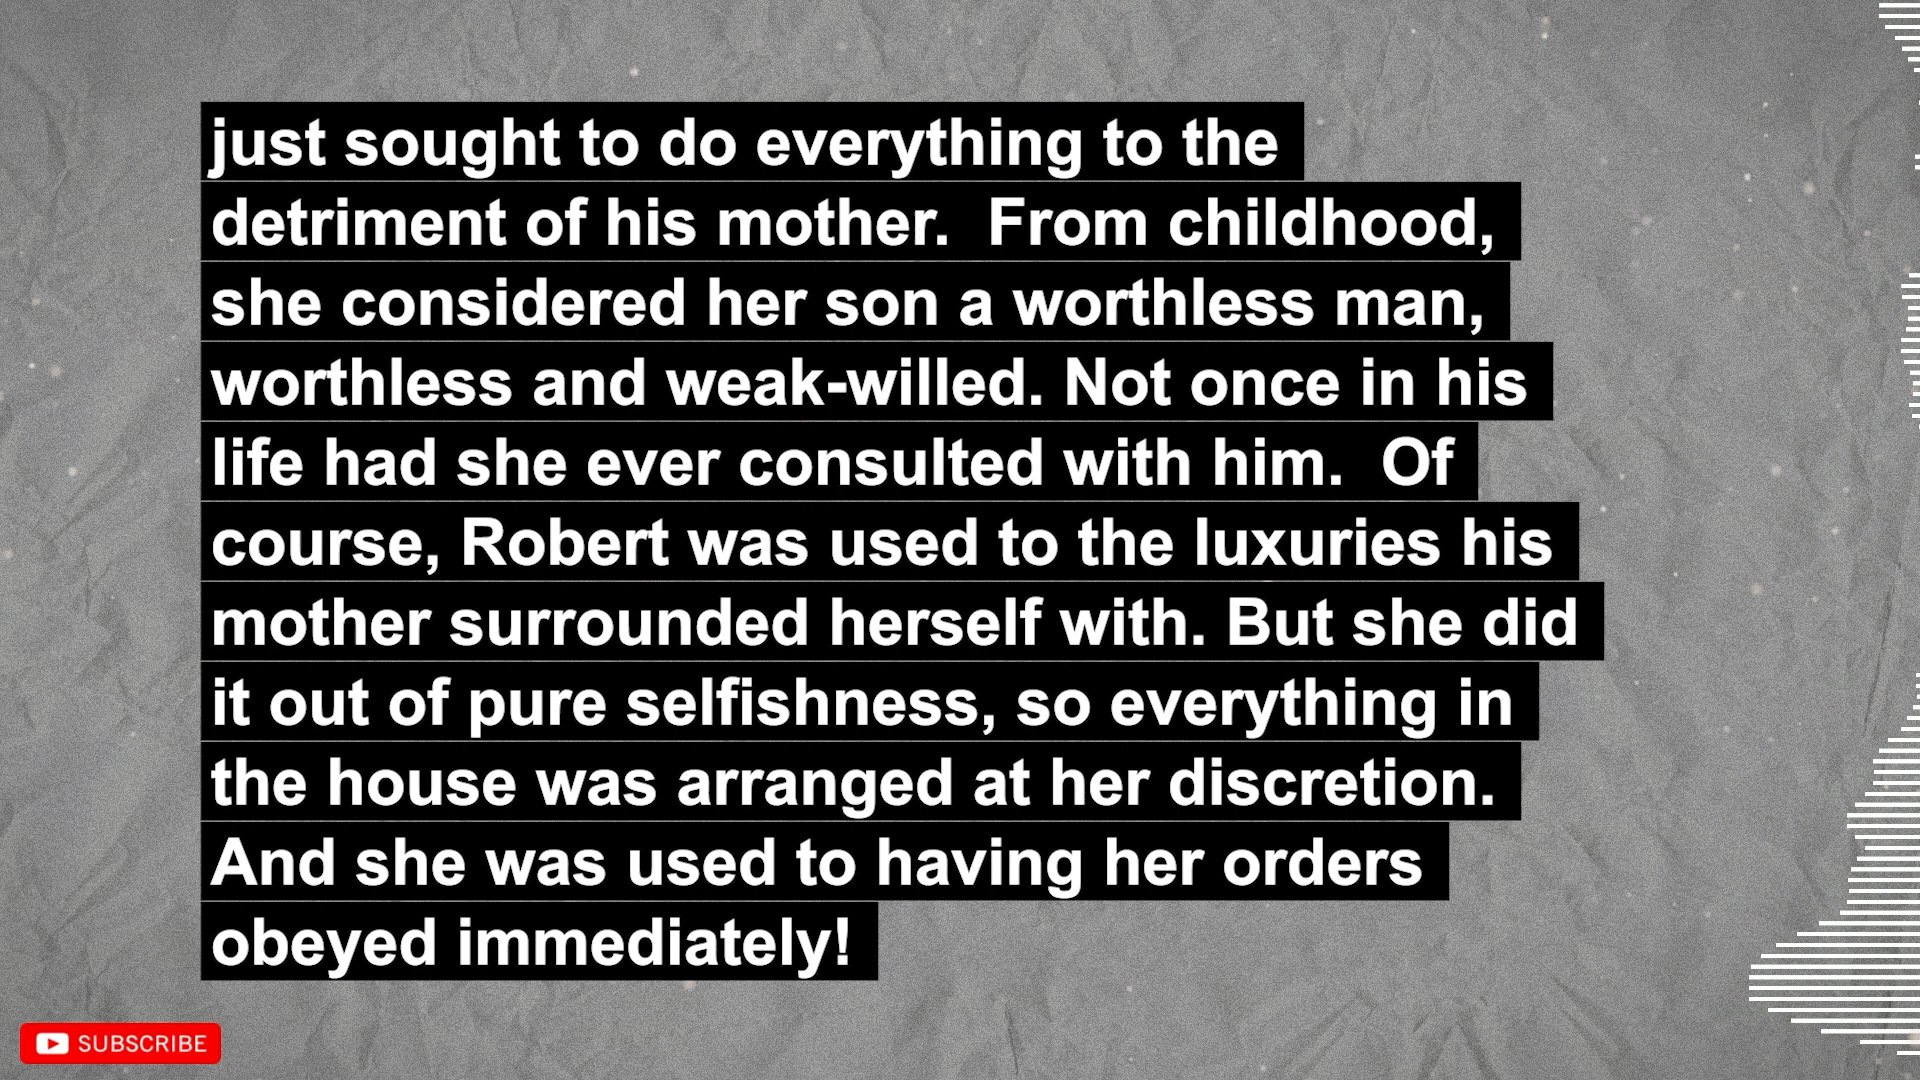 just sought to do everything to the
detriment of his mother.  From childhood,
she considered her son a worthless man,
worthless and weak-willed. Not once in his
life had she ever consulted with him.  Of
course, Robert was used to the luxuries his
mother surrounded herself with. But she did
it out of pure selfishness, so everything in
the house was arranged at her discretion.
And she was used to having her orders
obeyed immediately!
SUBSCRIBE